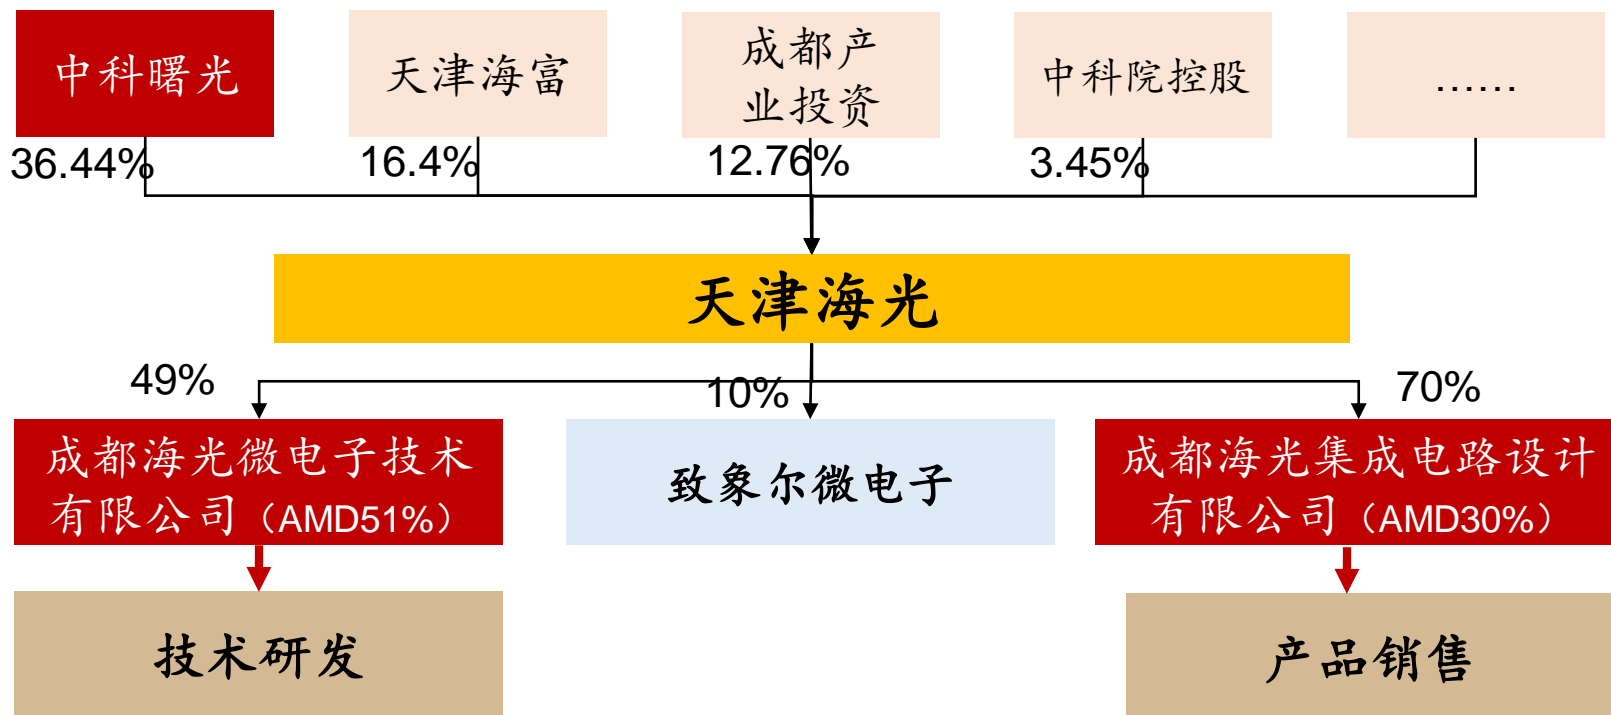 中科曙光
天津海富
成都产
业投资
中科院控股
……
36.44%
16.4%
12.76%
3.45%
天津海光
49%
10%
70%
成都海光微电子技术
有限公司（AMD51%）
致象尔微电子
成都海光集成电路设计
有限公司（AMD30%）
技术研发
产品销售